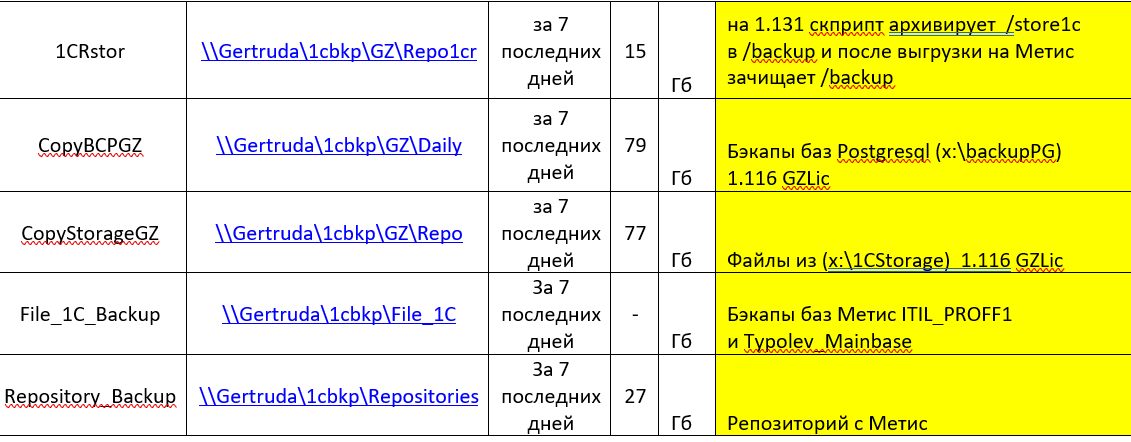 1CRstor
\\Gertruda\1cbkp\GZ\Repo1cr
за 7
последних
дней
15
Гб
на 1.131 скприпт архивирует /store1c
в /backup и после выгрузки на Метис
зачищает /backup
CopyBCPGZ
\\Gertruda\1cbkp\GZ\Daily
за 7
последних
дней
79
Гб
Бэкапы баз Postgresql (x:\backupPG)
1.116 GZLic
CopyStorageGZ
\\Gertruda\1cbkp\GZ\Repo
за 7
последних
дней
77
Гб
Файлы из (x:\1CStorage) 1.116 GZLic
File_1C_Backup
\\Gertruda\1cbkp\File_1C
За 7
последних
дней
-
Гб
Бэкапы баз Метис ITIL_PROFF1
и Typolev_Mainbase
Repository_Backup
\\Gertruda\1cbkp\Repositories
За 7
последних
дней
27
Гб
Репозиторий с Метис